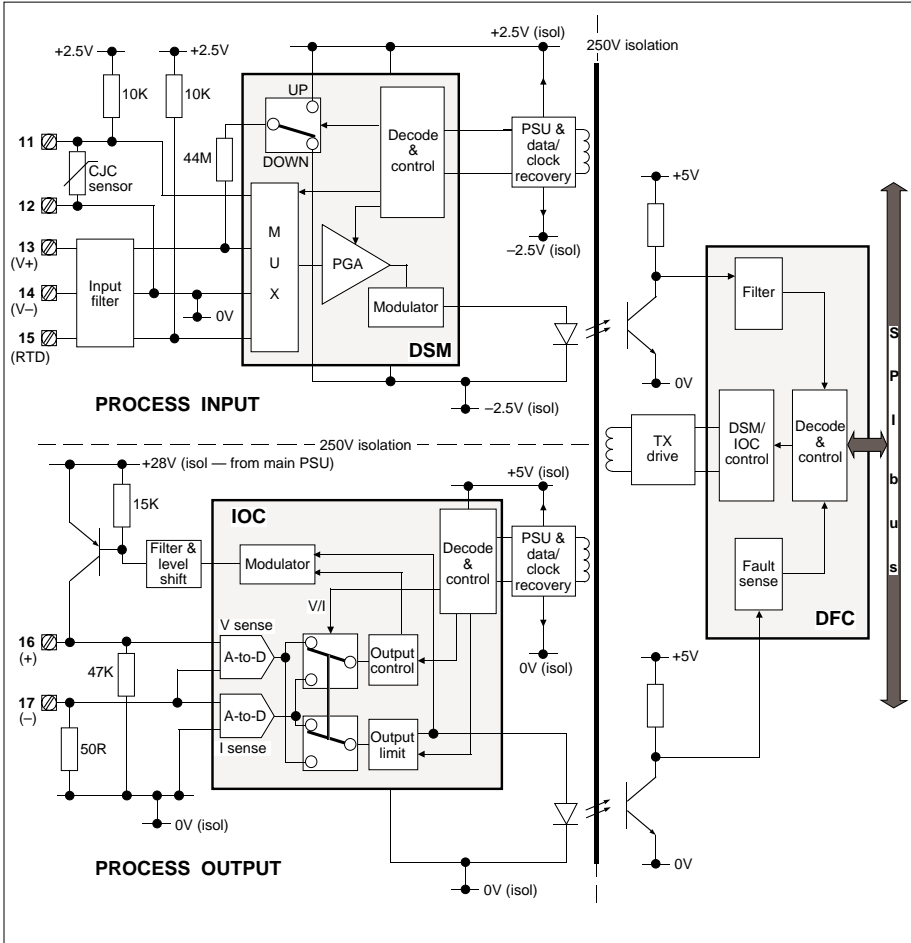 +2.5V (isol)
250V isolation
+2.5V
+2.5V
10K
10K
UP
DOWN
44M
Decode
&
control
PSU &
data/
clock
recovery
11
CJC
sensor
12
13
(V+)
14
(V–)
15
(RTD)
Input
filter
M
U
X
PGA
Modulator
0V
–2.5V (isol)
DSM
–2.5V (isol)
PROCESS INPUT
+5V
0V
Filter
TX
drive
DSM/
IOC
control
Decode
&
control
Fault
sense
DFC
SPI bus
250V isolation
+28V (isol — from main PSU)
15K
Filter &
level
shift
IOC
Modulator
+5V (isol)
Decode
&
control
PSU &
data/
clock
recovery
0V (isol)
V/I
16
(+)
17
(–)
47K
50R
V sense
A-to-D
A-to-D
I sense
Output
control
Output
limit
0V (isol)
0V (isol)
PROCESS OUTPUT
+5V
0V